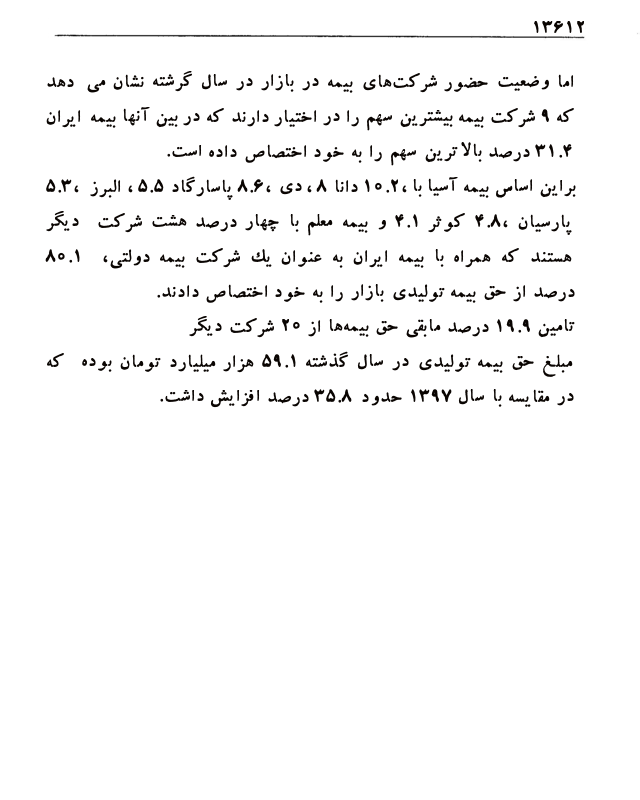 ۱۳۶۱۲
اما وضعیت حضور شرکت‌های بیمه در بازار در سال گرشته نشان می دهد
که ۹ شرکت بیمه بیشترین سهم را در اختیار دارند که در بین آنها بیمه ایران
۳۱.۴ درصد بالاترین سهم را به خود اختصاص داده است.
براین اساس بیمه آسیا با ،۱۰.۲ دانا ۸ ،دی ،۸.۶ پاسارگاد ۵.۵ ، البرز ،۵.۳
پارسیان ،۴.۸ کوثر ۴.۱ و بیمه معلم با چهار درصد هشت شرکت دیگر
هستند که همراه با بیمه ایران به عنوان یك شرکت بیمه دولتی، ۸۰.۱
درصد از حق بیمه تولیدی بازار را به خود اختصاص دادند.
تامین ۱۹.۹ درصد مابقی حق بیمه‌ها از ۲۰ شرکت دیگر
مبلغ حق بیمه تولیدی در سال گذشته ۵۹.۱ هزار میلیارد تومان بوده که
در مقایسه با سال ۱۳۹۷ حدود ۳۵.۸ درصد افزایش داشت.